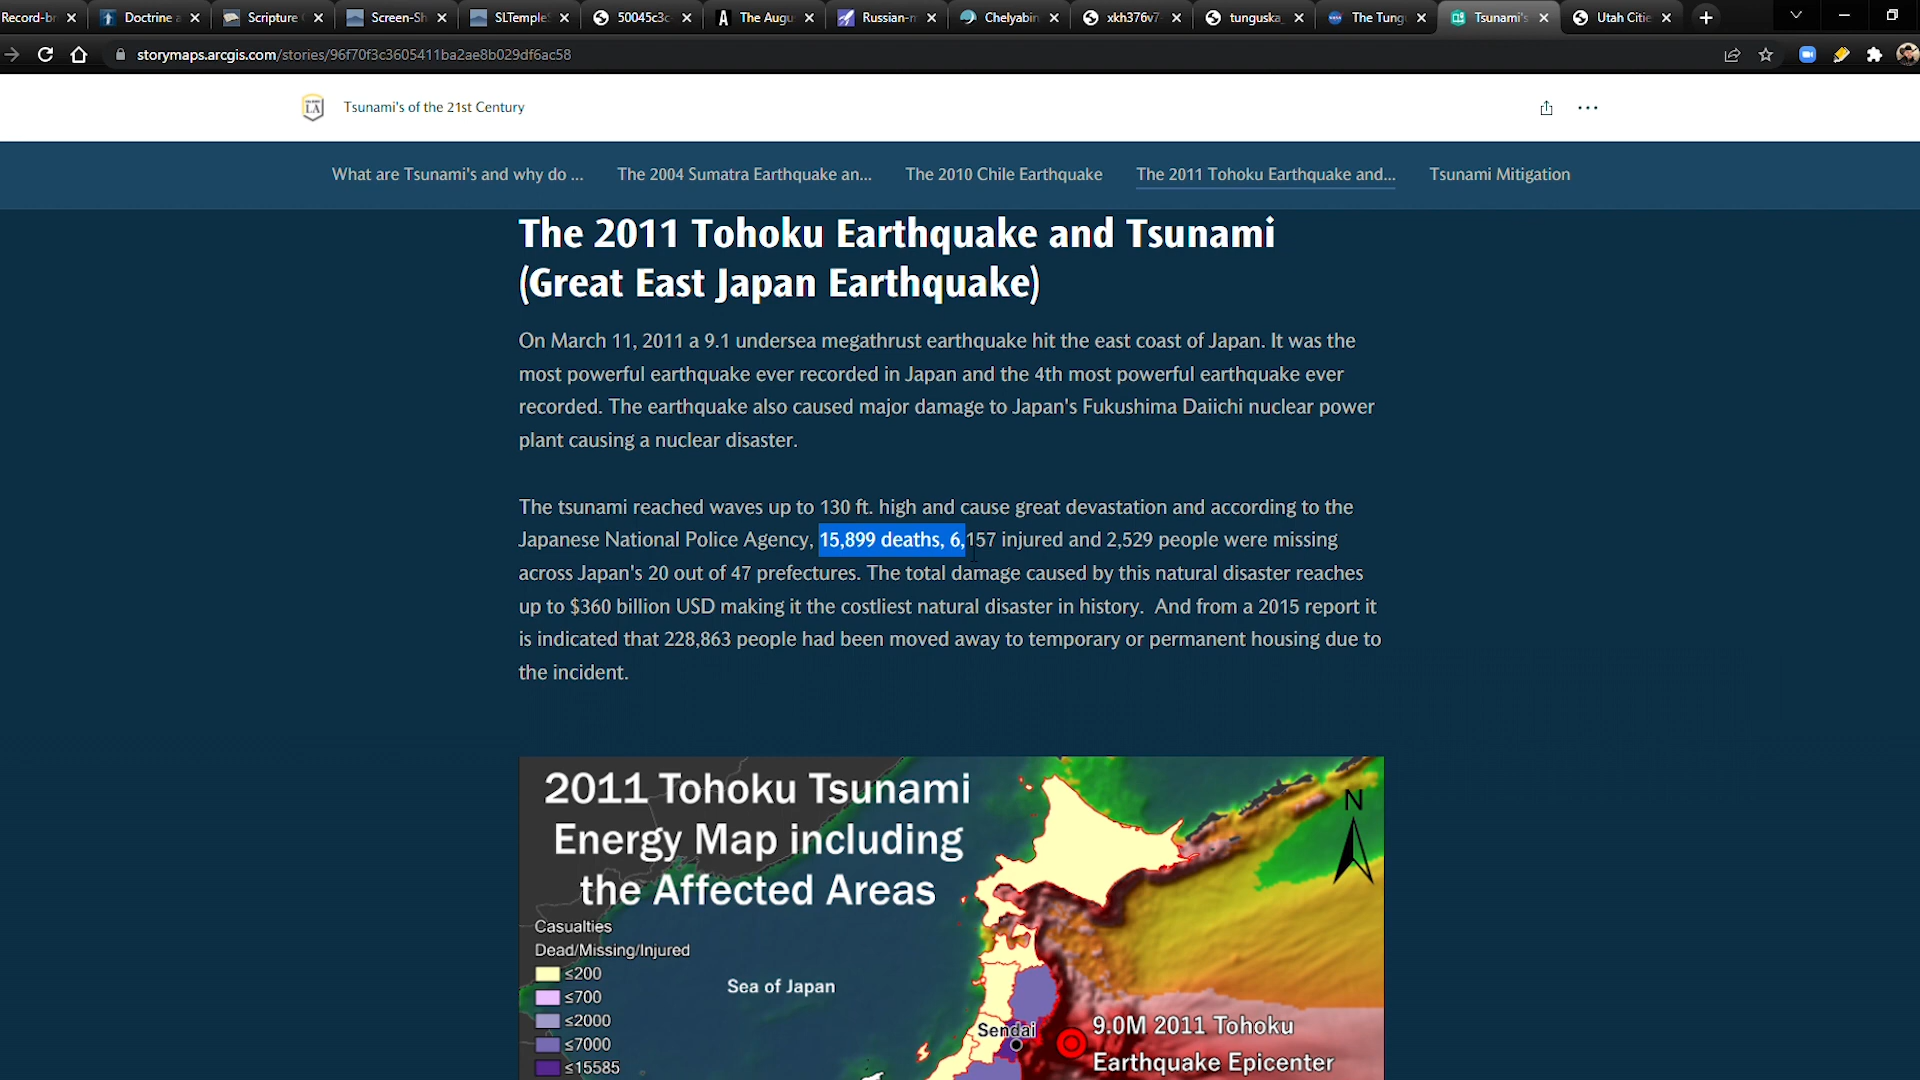 Record-br
Doctrine a
Scripture C
Screen-Sh
SLTemple
50045c3c
The Augu
Russian-m
Chelyabin
xkh376v7
tunguska_
The Tung
Tsunami's
Utah Citie
storymaps.arcgis.com/stories/96f70f3c3605411ba2ae8b029df6ac58
LA
Tsunami's of the 21st Century
What are Tsunami's and why do ...
The 2004 Sumatra Earthquake an...
The 2010 Chile Earthquake
The 2011 Tohoku Earthquake and...
Tsunami Mitigation
The 2011 Tohoku Earthquake and Tsunami
(Great East Japan Earthquake)
On March 11, 2011 a 9.1 undersea megathrust earthquake hit the east coast of Japan. It was the
most powerful earthquake ever recorded in Japan and the 4th most powerful earthquake ever
recorded. The earthquake also caused major damage to Japan's Fukushima Daiichi nuclear power
plant causing a nuclear disaster.
The tsunami reached waves up to 130 ft. high and cause great devastation and according to the
Japanese National Police Agency, 15,899 deaths, 6,157 injured and 2,529 people were missing
across Japan's 20 out of 47 prefectures. The total damage caused by this natural disaster reaches
up to $360 billion USD making it the costliest natural disaster in history. And from a 2015 report it
is indicated that 228,863 people had been moved away to temporary or permanent housing due to
the incident.
2011 Tohoku Tsunami
Energy Map including
the Affected Areas
N
Casualties
Dead/Missing/Injured
≤200
≤700
≤2000
≤7000
≤15585
Sea of Japan
Sendai
9.0M 2011 Tohoku
Earthquake Epicenter